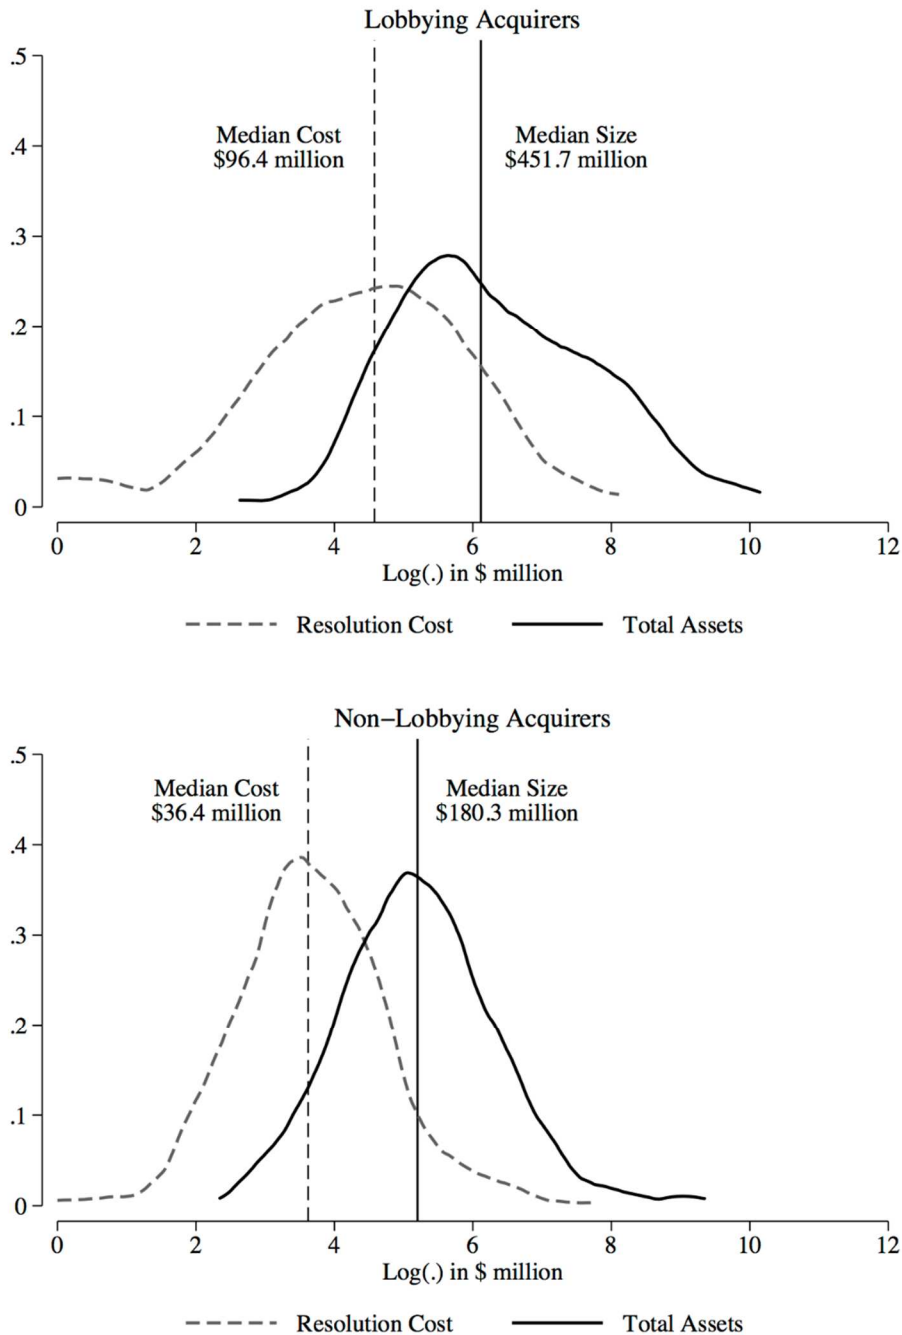 Lobbying Acquirers
.5
Median Cost
$96.4 million
Median Size
$451.7 million
.4
.3
.2
.1
0
0 2 4 6 8 10 12
Log(.) in $ million
Resolution Cost Total Assets
Non–Lobbying Acquirers
.5
Median Cost
$36.4 million
Median Size
$180.3 million
.4
.3
.2
.1
0
0 2 4 6 8 10 12
Log(.) in $ million
Resolution Cost Total Assets